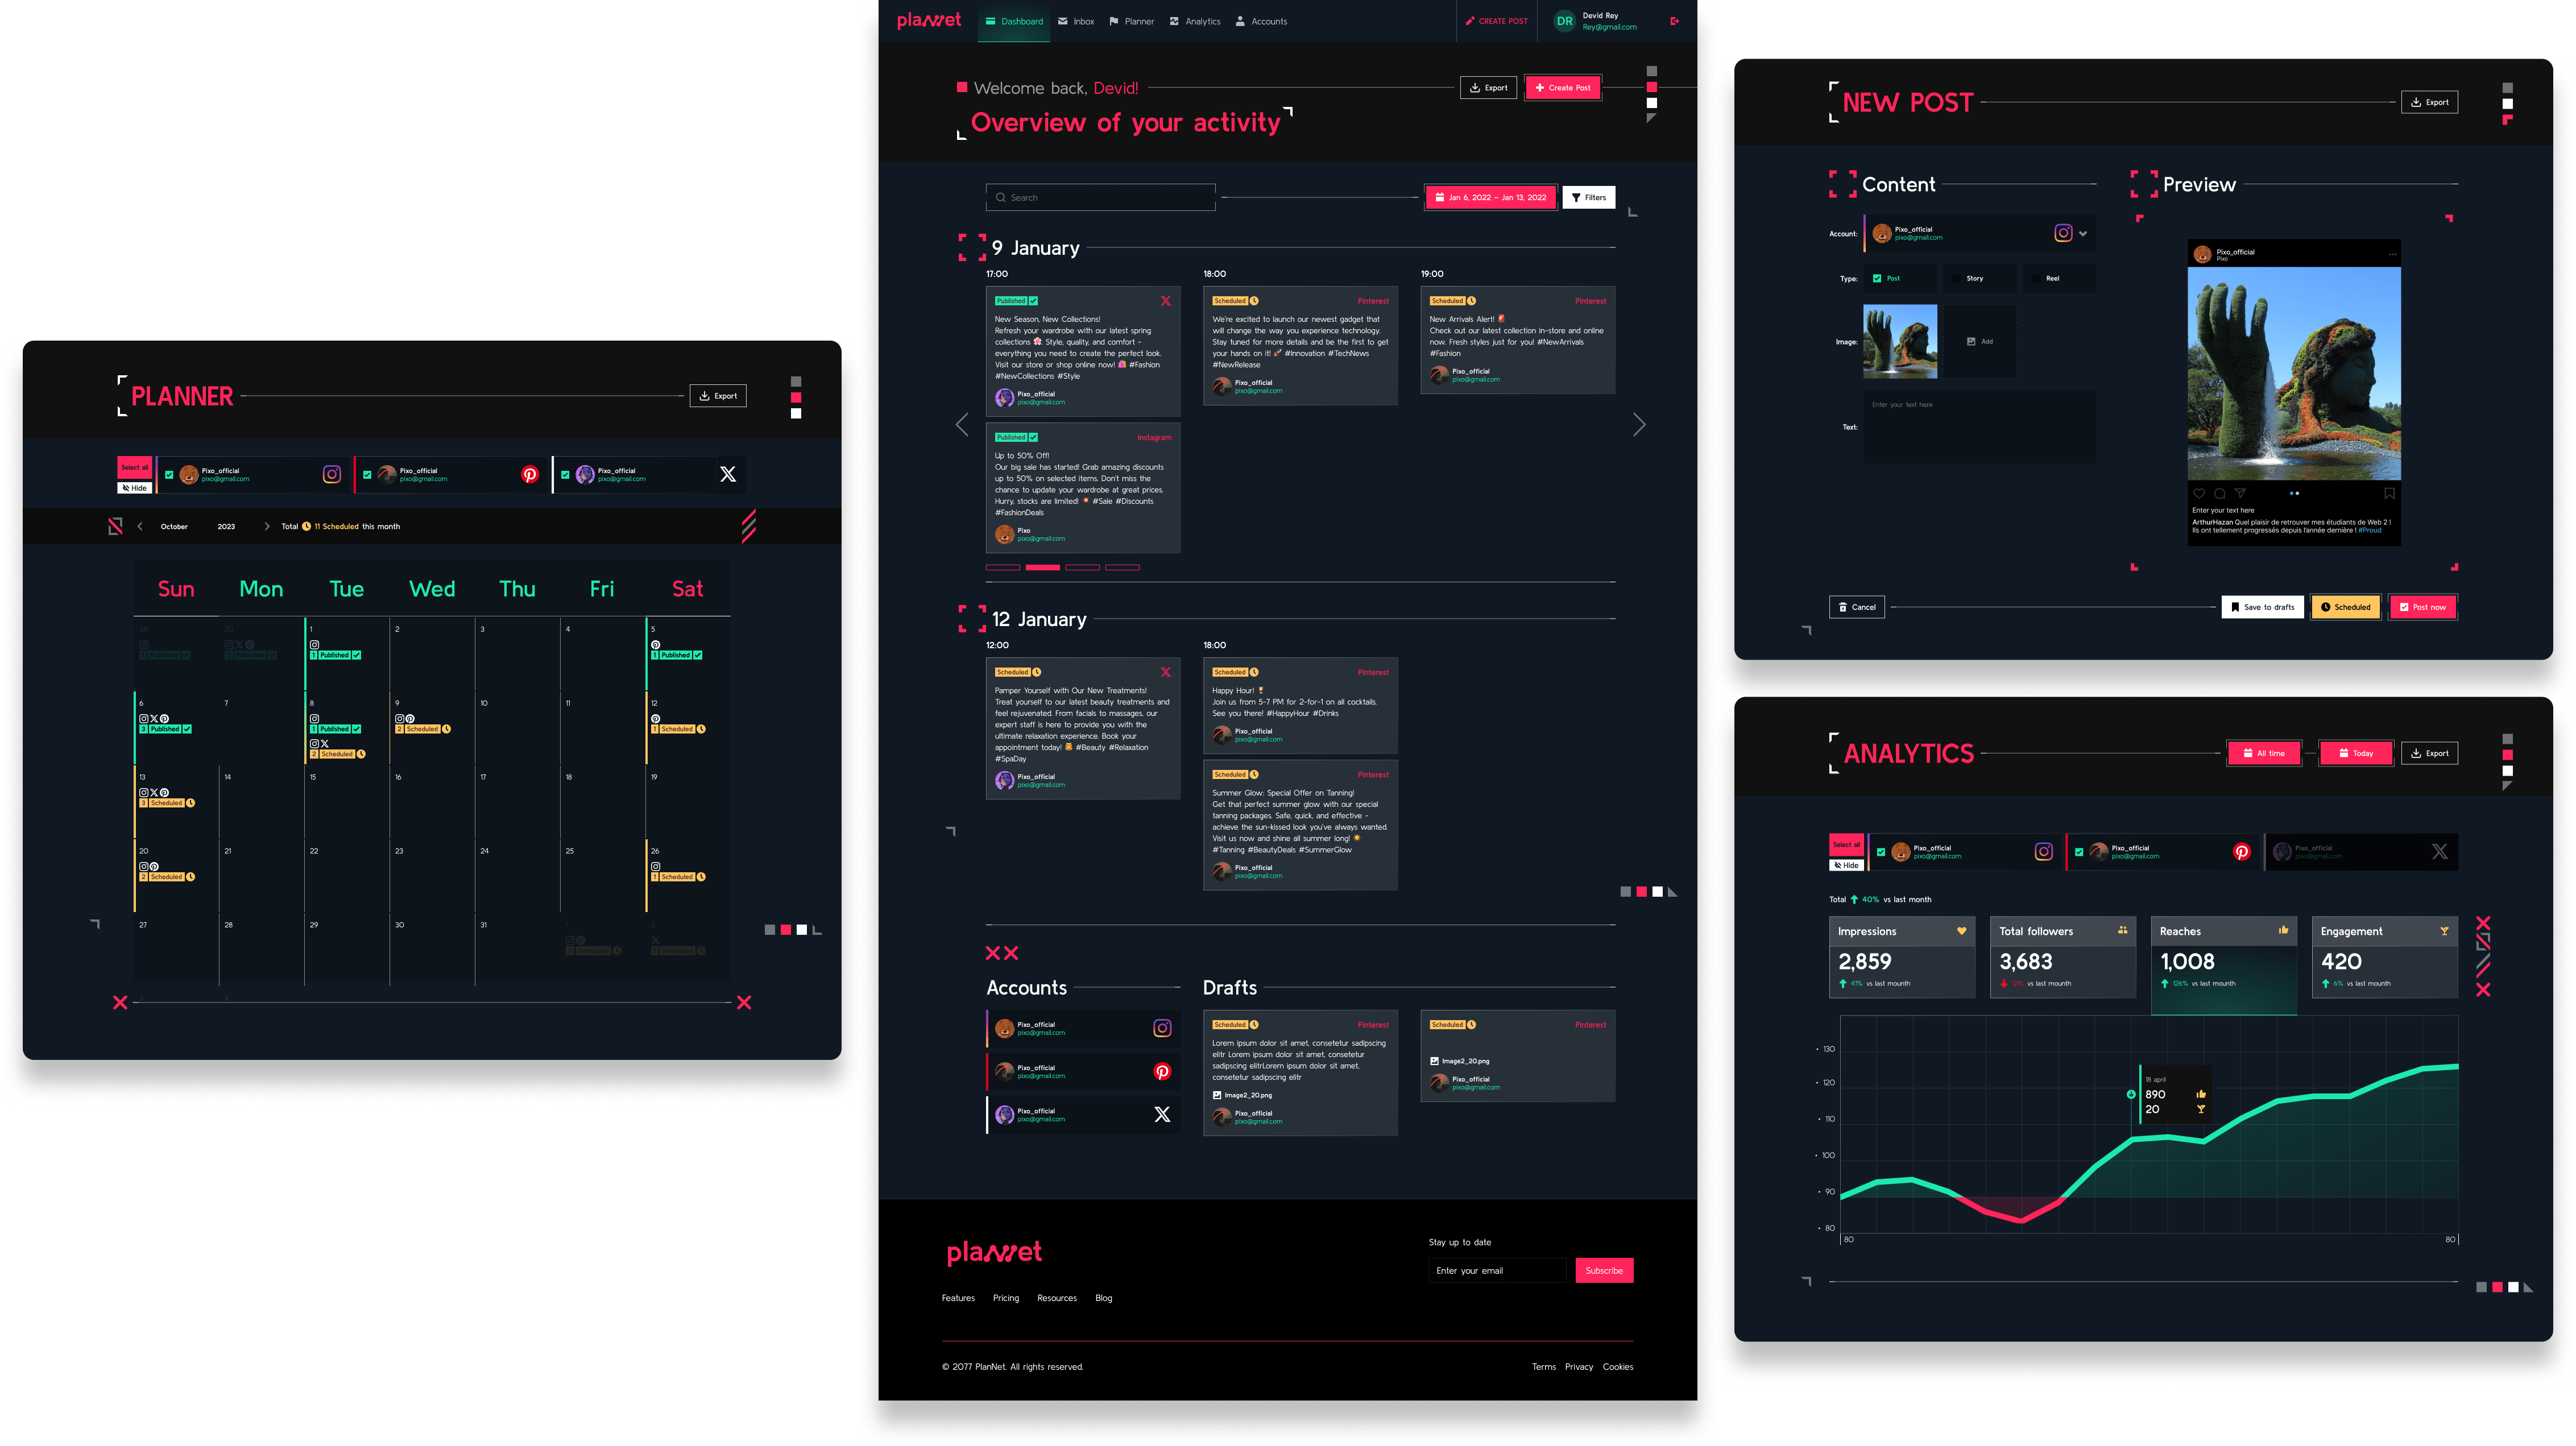 PLANNER
Export
Select all
Hide
Pixo_official
pixo@gmail.com
Pixo_official
pixo@gmail.com
Pixo_official
pixo@gmail.com
October 2023 Total 11 Scheduled this month
Sun Mon Tue Wed Thu Fri Sat
29 30 1 2 3 4 5
Published
1 Published
1 Published
6 7 8 9 10 11 12
3 Published
1 Published
2 Scheduled
2 Scheduled
1 Scheduled
13 14 15 16 17 18 19
3 Scheduled
20 21 22 23 24 25 26
2 Scheduled
1 Scheduled
27 28 29 30 31
plannet
Dashboard Inbox Planner Analytics Accounts
CREATE POST
DR
Devid Rey
Rey@gmail.com
Welcome back, Devid!
Export
Create Post
Overview of your activity
Search
Jan 6, 2022 – Jan 13, 2022
Filters
9 January
17:00
Published
New Season, New Collections!
Refresh your wardrobe with our latest spring
collections 🌸. Style, quality, and comfort –
everything you need to create the perfect look.
Visit our store or shop online now! 🛍️ #Fashion
#NewCollections #Style
Pixo_official
pixo@gmail.com
Published Instagram
Up to 50% Off!
Our big sale has started! Grab amazing discounts
up to 50% on selected items. Don't miss the
chance to update your wardrobe at great prices.
Hurry, stocks are limited! 💥 #Sale #Discounts
#FashionDeals
Pixo
pixo@gmail.com
18:00
Scheduled Pinterest
We're excited to launch our newest gadget that
will change the way you experience technology.
Stay tuned for more details and be the first to get
your hands on it! 🚀 #Innovation #TechNews
#NewRelease
Pixo_official
pixo@gmail.com
19:00
Scheduled Pinterest
New Arrivals Alert! 🚨
Check out our latest collection in-store and online
now. Fresh styles just for you! #NewArrivals
#Fashion
Pixo_official
pixo@gmail.com
12 January
12:00
Scheduled
Pamper Yourself with Our New Treatments!
Treat yourself to our latest beauty treatments and
feel rejuvenated. From facials to massages, our
expert staff is here to provide you with the
ultimate relaxation experience. Book your
appointment today! 💆 #Beauty #Relaxation
#SpaDay
Pixo_official
pixo@gmail.com
18:00
Scheduled Pinterest
Happy Hour! 🍹
Join us from 5-7 PM for 2-for-1 on all cocktails.
See you there! #HappyHour #Drinks
Pixo_official
pixo@gmail.com
Scheduled Pinterest
Summer Glow: Special Offer on Tanning!
Get that perfect summer glow with our special
tanning packages. Safe, quick, and effective –
achieve the sun-kissed look you've always wanted.
Visit us now and shine all summer long! ☀️
#Tanning #BeautyDeals #SummerGlow
Pixo_official
pixo@gmail.com
Accounts
Pixo_official
pixo@gmail.com
Pixo_official
pixo@gmail.com
Pixo_official
pixo@gmail.com
Drafts
Scheduled Pinterest
Lorem ipsum dolor sit amet, consetetur sadipscing
elitr Lorem ipsum dolor sit amet, consetetur
sadipscing elitrLorem ipsum dolor sit amet,
consetetur sadipscing elitr
Image2_20.png
Pixo_official
pixo@gmail.com
Scheduled Pinterest
Image2_20.png
Pixo_official
pixo@gmail.com
plannet
Features Pricing Resources Blog
Stay up to date
Enter your email
Subscribe
© 2077 PlanNet. All rights reserved.
Terms Privacy Cookies
NEW POST
Export
Content
Account:
Pixo_official
pixo@gmail.com
Type: Post Story Reel
Image: Add
Text: Enter your text here
Preview
Pixo_official
Pixo
Enter your text here
ArthurHazan Quel plaisir de retrouver mes étudiants de Web 2 !
Ils ont tellement progressés depuis l'année dernière ! #Proud
Cancel
Save to drafts
Scheduled
Post now
ANALYTICS
All time
Today
Export
Select all
Hide
Pixo_official
pixo@gmail.com
Pixo_official
pixo@gmail.com
Pixo_official
pixo@gmail.com
Total 40% vs last month
Impressions
2,859
41% vs last mounth
Total followers
3,683
12% vs last mounth
Reaches
1,008
126% vs last mounth
Engagement
420
6% vs last mounth
130
120
110
100
90
80
80 80
18 april
890
20